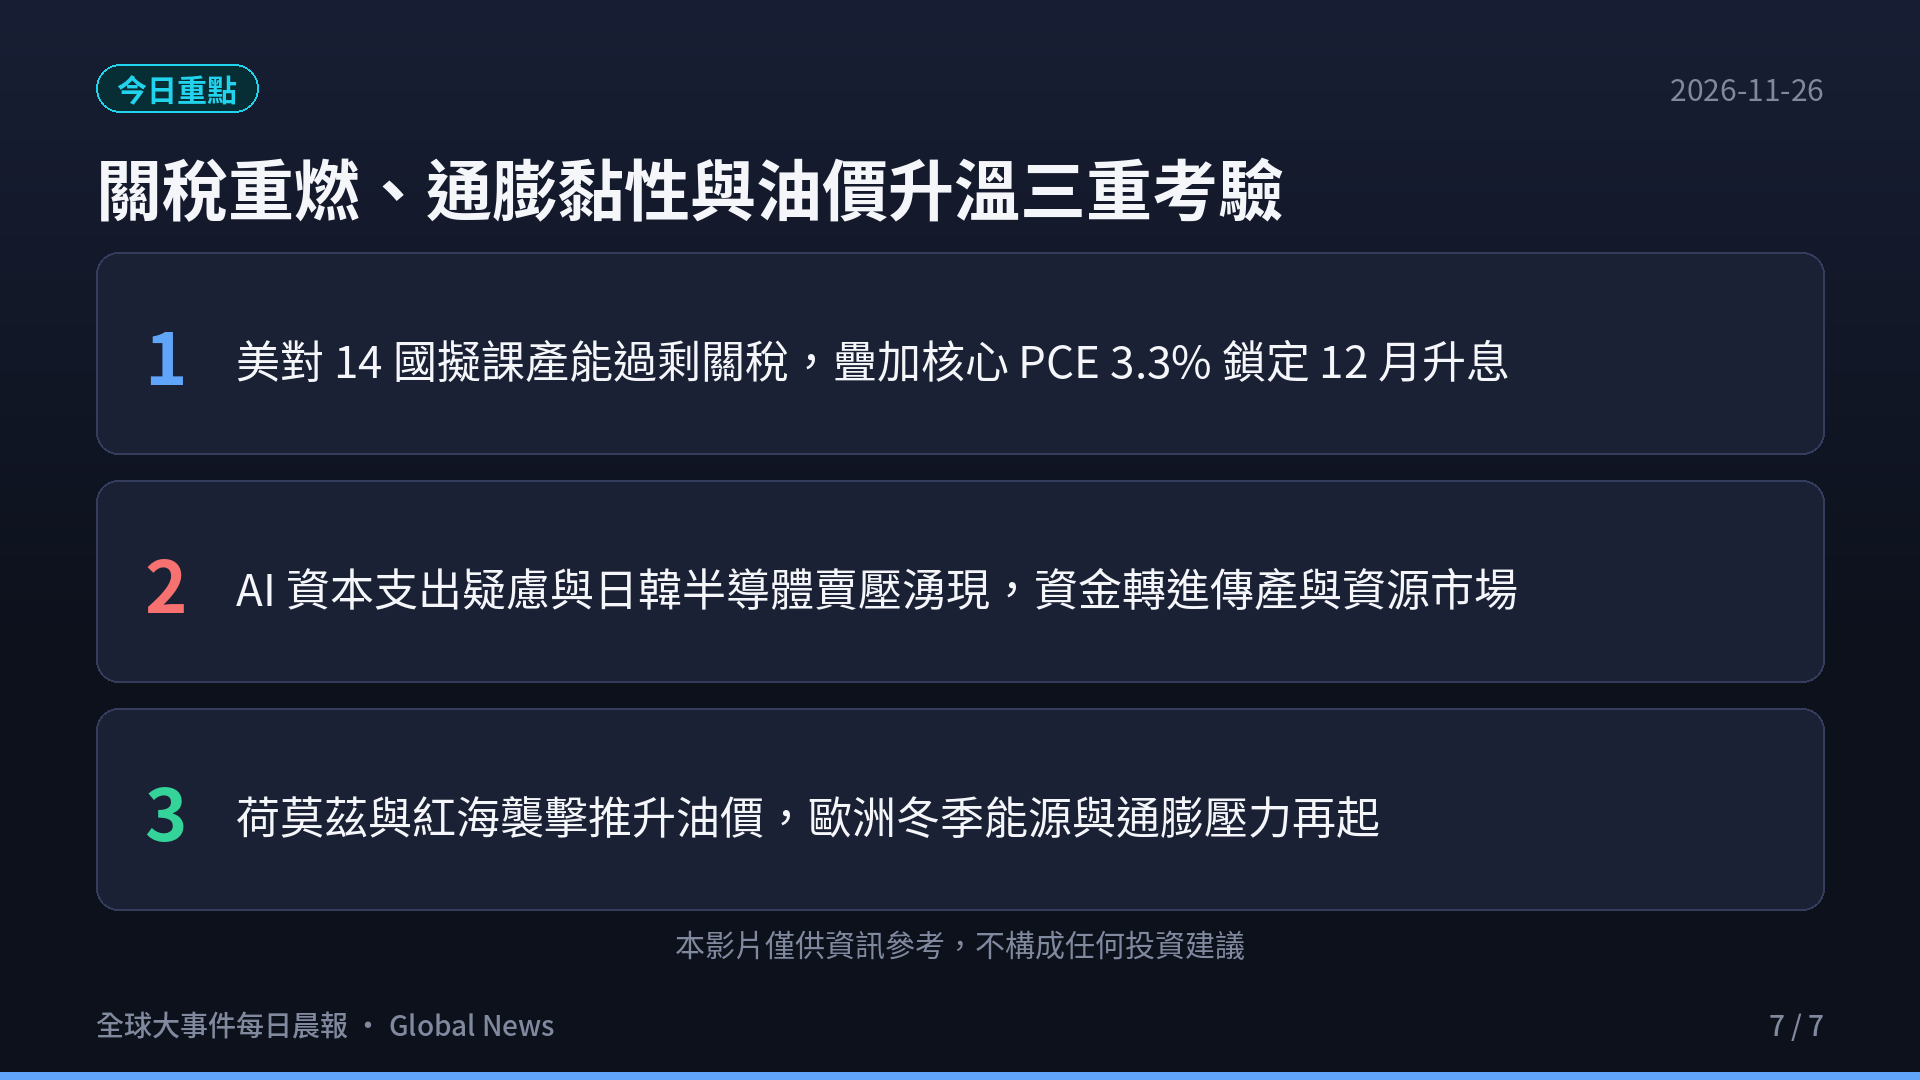 今日重點
2026-11-26
關稅重燃、通膨黏性與油價升溫三重考驗
1
美對 14 國擬課產能過剩關稅，疊加核心 PCE 3.3% 鎖定 12 月升息
2
AI 資本支出疑慮與日韓半導體賣壓湧現，資金轉進傳產與資源市場
3
荷莫茲與紅海襲擊推升油價，歐洲冬季能源與通膨壓力再起
本影片僅供資訊參考，不構成任何投資建議
全球大事件每日晨報 • Global News
7 / 7